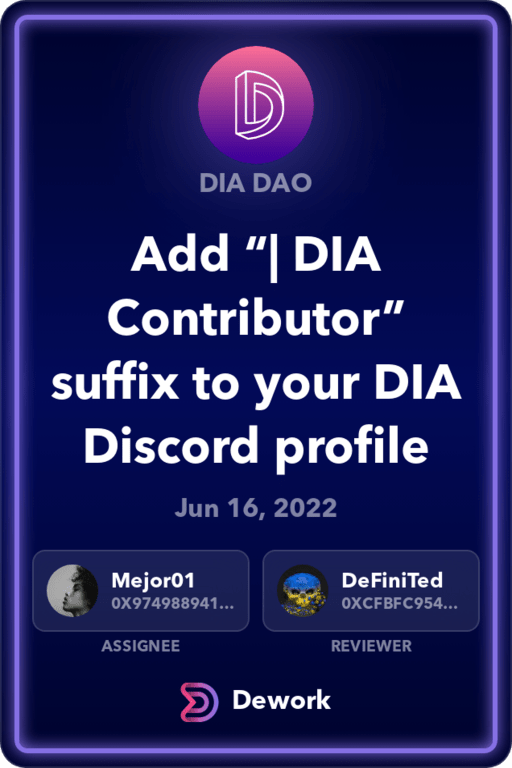 DIA DAO
Add “| DIA
Contributor”
suffix to your DIA
Discord profile
Jun 16, 2022
Mejor01
0X974988941...
DeFiniTed
0XCFBFC954...
ASSIGNEE
REVIEWER
Dework